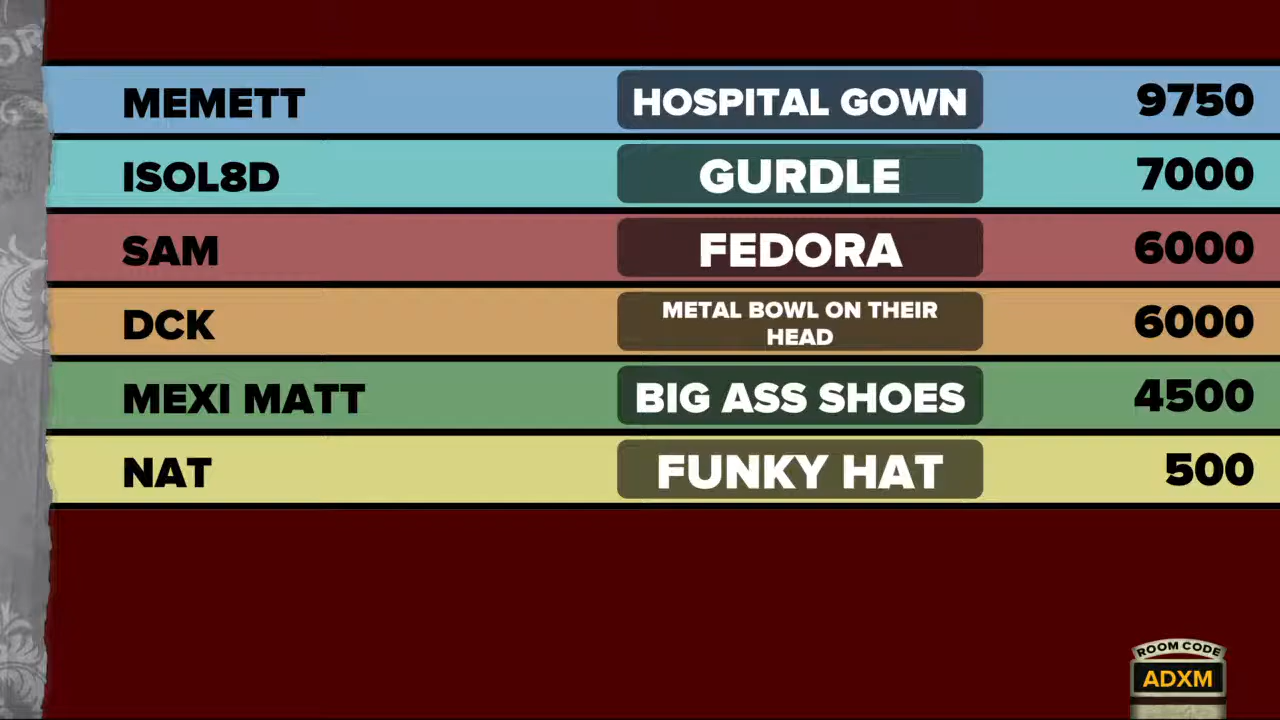 MEMETT HOSPITAL GOWN 9750
ISOL8D GURDLE 7000
SAM FEDORA 6000
DCK METAL BOWL ON THEIR HEAD 6000
MEXI MATT BIG ASS SHOES 4500
NAT FUNKY HAT 500
ROOM CODE
ADXM